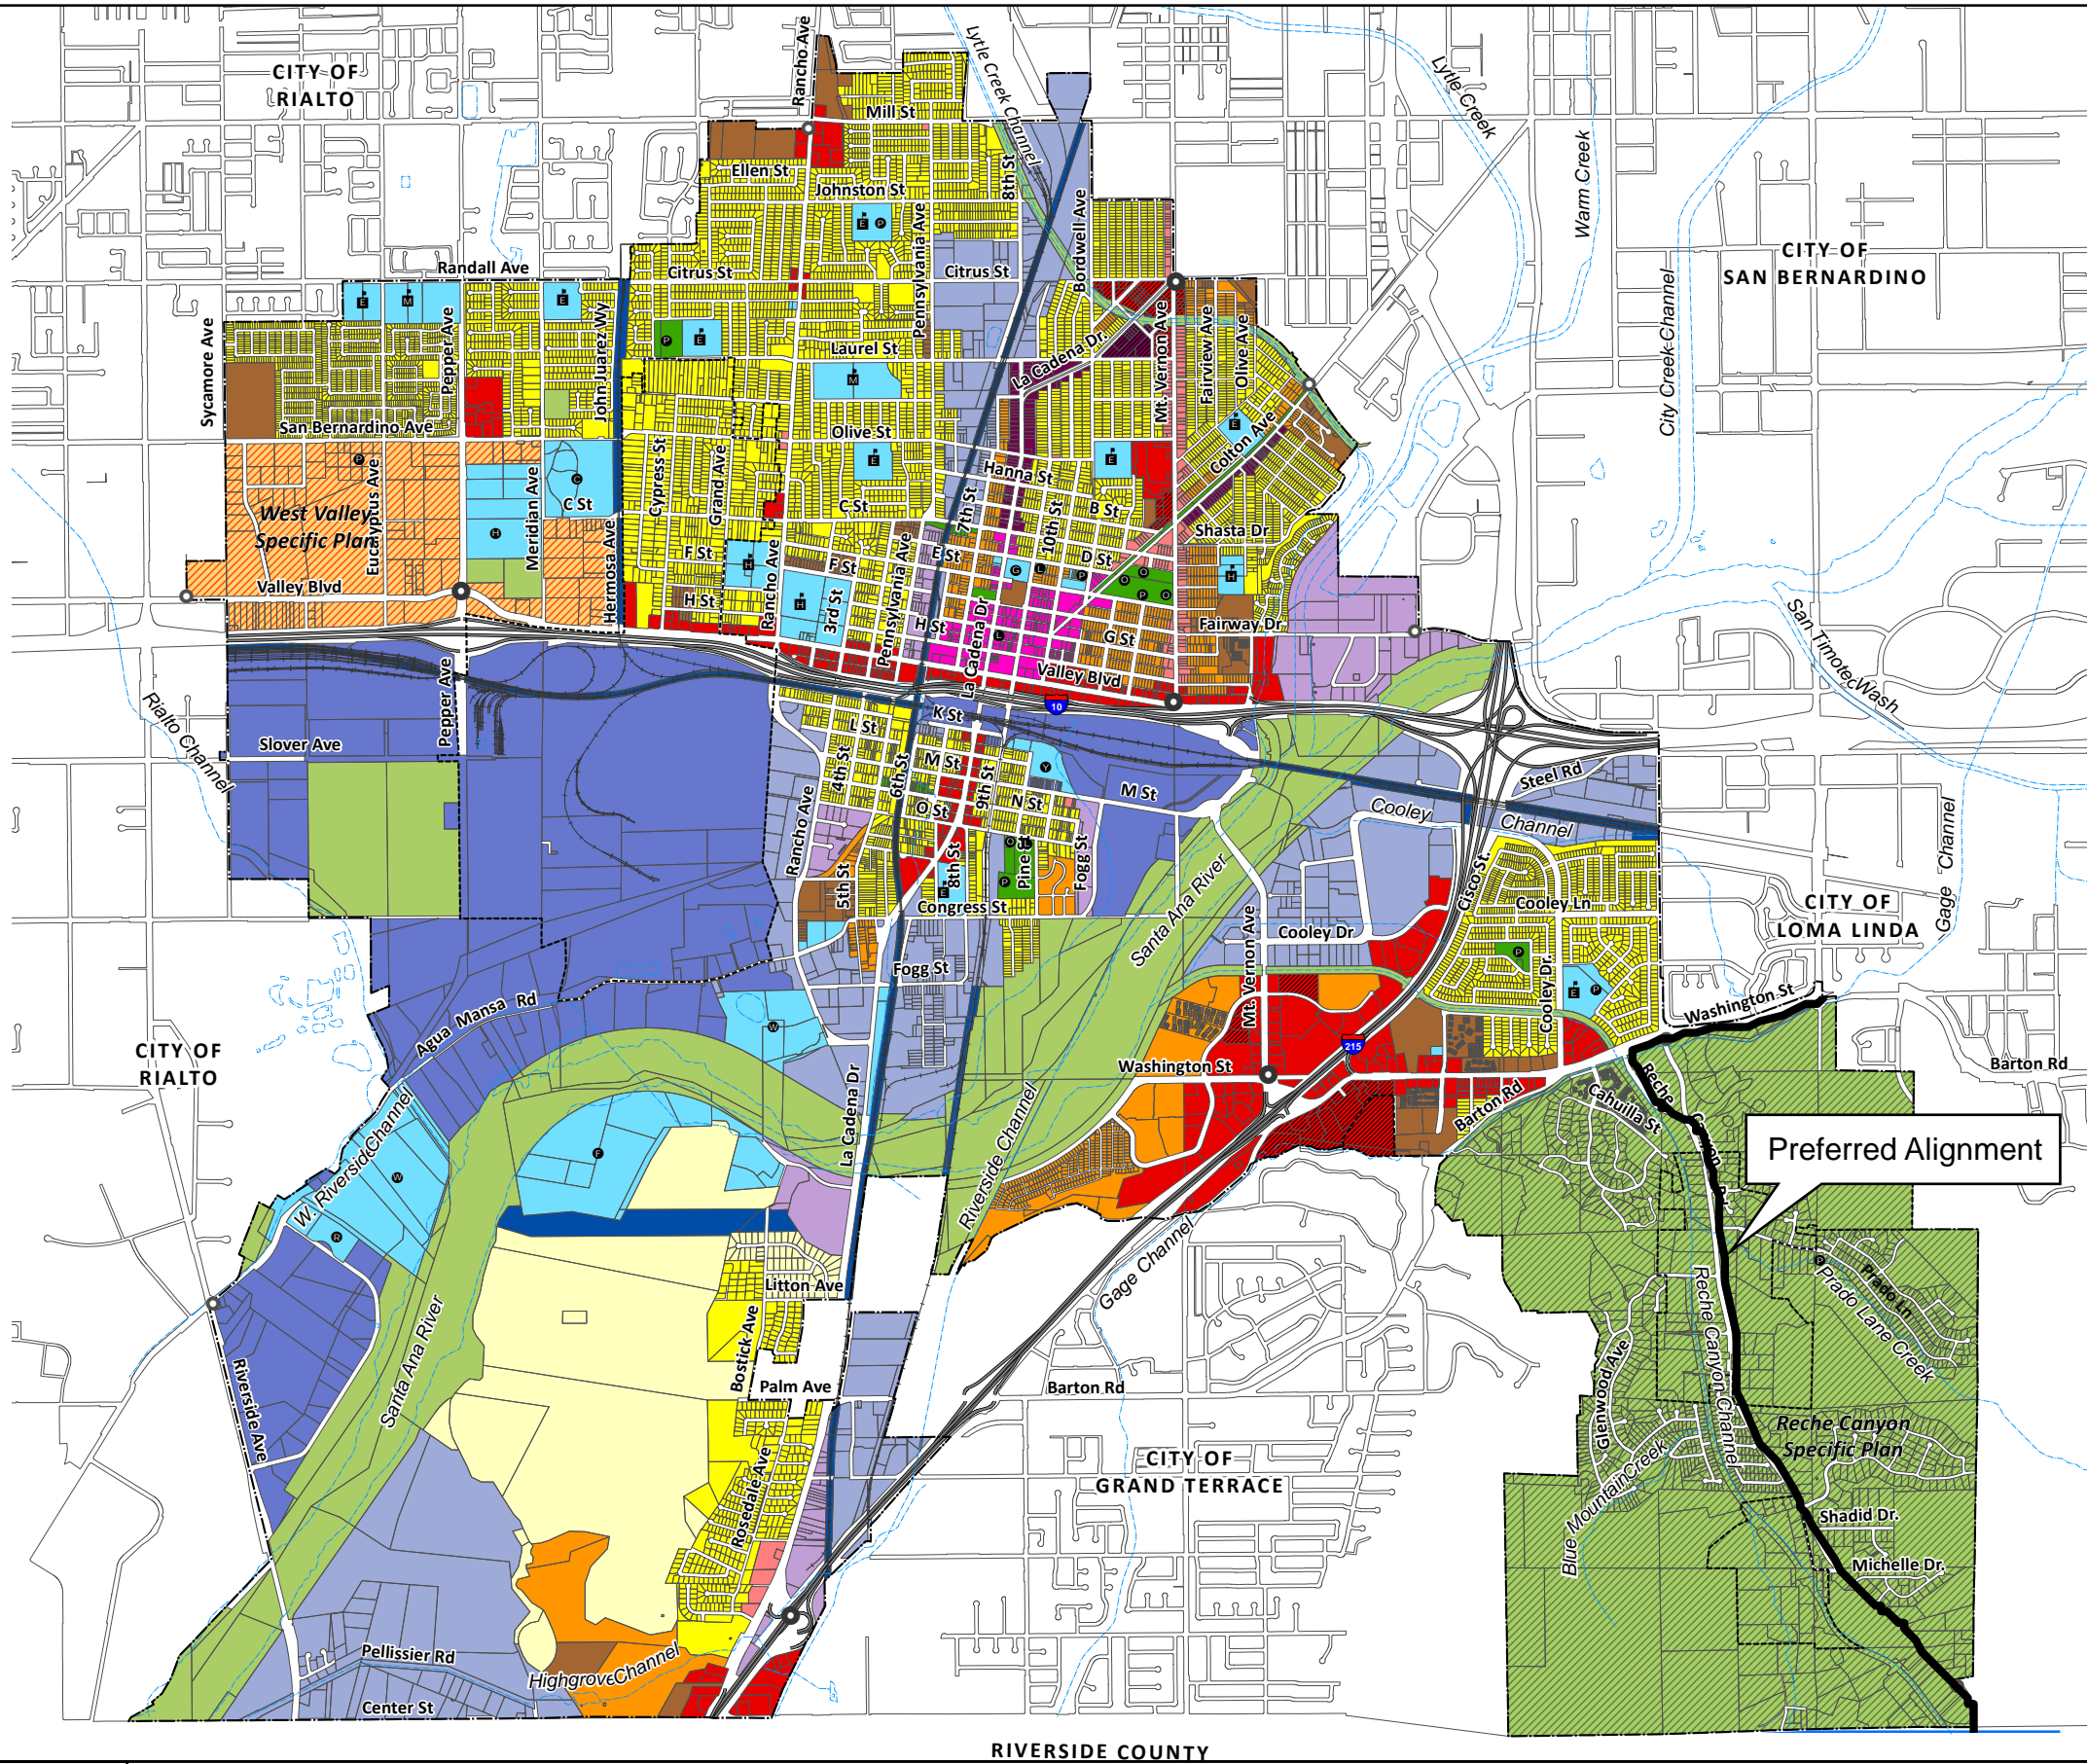 CITY OF
RIALTO
Rancho Ave
Lytle Creek Channel
Lytle Creek
Warm Creek
Mill St
Ellen St
Johnston St
8th St
Pennsylvania Ave
Bordwell Ave
CITY OF
SAN BERNARDINO
City Creek Channel
Randall Ave
Citrus St
Citrus St
E
P
E
M
E
Sycamore Ave
Pepper Ave
John Juarez Wy
P
E
Laurel St
M
La Cadena Dr.
Mt. Vernon Ave
Fairview Ave
Olive Ave
San Bernardino Ave
Olive St
E
E
E
Colton Ave
P
Eucalyptus Ave
Meridian Ave
C
C St
Cypress St
Grand Ave
C St
Hanna St
7th St
10th St
B St
Shasta Dr
West Valley
Specific Plan
H
Hermosa Ave
F St
H
F St
E St
D St
G
L
P
O
O
P
O
H
Valley Blvd
H St
Rancho Ave
H
3rd St
Pennsylvania Ave
H St
La Cadena Dr
L
G St
Fairway Dr
Valley Blvd
San Timotec Wash
10
Rialto Channel
Pepper Ave
Slover Ave
K St
L St
4th St
M St
6th St
9th St
Y
N St
O St
M St
Steel Rd
Cooley
Channel
Gage Channel
Rancho Ave
5th St
8th St
E
Pine St
O
P
Fogg St
Congress St
Santa Ana River
Cisco St.
Cooley Ln
CITY OF
LOMA LINDA
Cooley Dr
Mt. Vernon Ave
P
Cooley Dr.
E
P
Fogg St
Agua Mansa Rd
W
Washington St
CITY OF
RIALTO
215
Washington St
Barton Rd
Barton Rd
Reche Canyon Rd
Cahuilla St
La Cadena Dr
Riverside Channel
W. Riverside Channel
F
W
R
Preferred Alignment
Litton Ave
Gage Channel
P
Prado Ln
Prado Lane Creek
Reche Canyon Channel
Santa Ana River
Riverside Ave
Bostick Ave
Palm Ave
Barton Rd
Glenwood Ave
Reche Canyon
Specific Plan
Blue Mountain Creek
Rosedale Ave
CITY OF
GRAND TERRACE
Shadid Dr.
Michelle Dr.
Pellissier Rd
Highgrove Channel
Center St
RIVERSIDE COUNTY